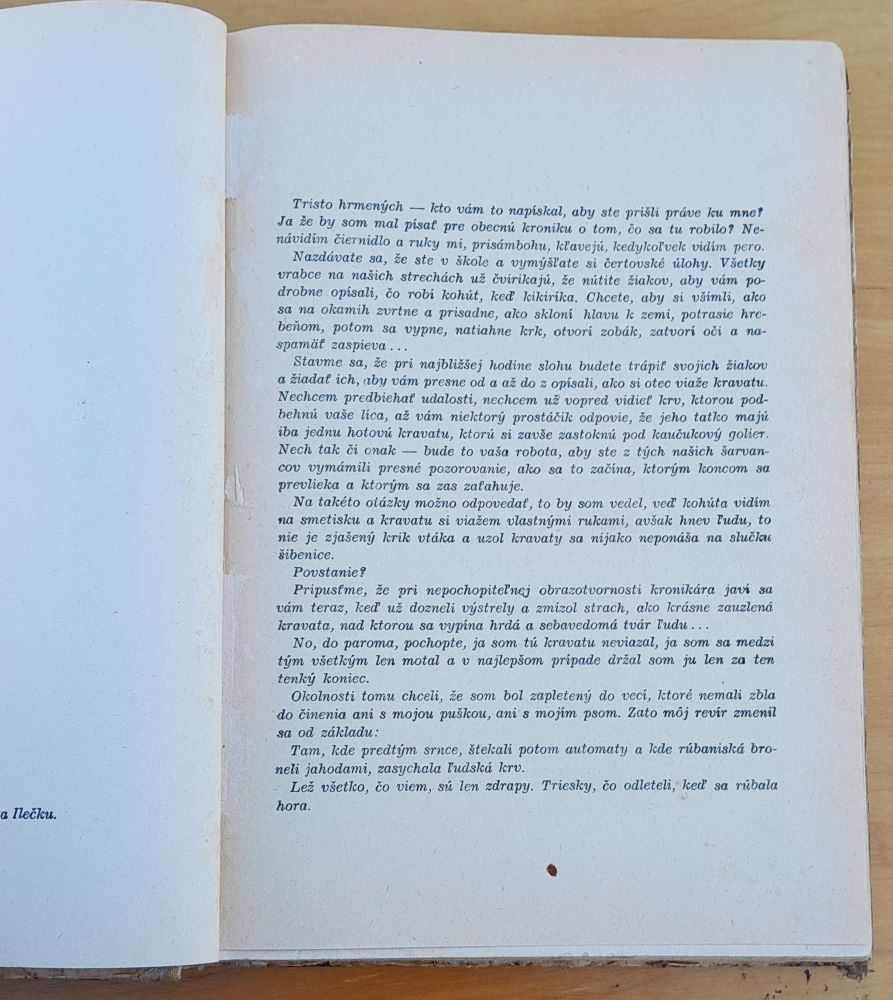 Tristo hrmených — kto vám to napískal, aby ste prišli práve ku mne?
Ja že by som mal písať pre obecnú kroniku o tom, čo sa tu robilo? Ne-
návidím čiernidlo a ruky mi, prisámbohu, kľavejú, kedykoľvek vidím pero.
Nazdávate sa, že ste v škole a vymýšľate si čertovské úlohy. Všetky
vrabce na našich strechách už čvirikajú, že nútite žiakov, aby vám po-
drobne opísali, čo robí kohút, keď kikiríka. Chcete, aby si všimli, ako
sa na okamih zvrtne a prisadne, ako skloní hlavu k zemi, potrasie hre-
beňom, potom sa vypne, natiahne krk, otvorí zobák, zatvorí oči a na-
spamäť zaspieva...
Stavme sa, že pri najbližšej hodine slohu budete trápiť svojich žiakov
a žiadať ich, aby vám presne od a až do z opísali, ako si otec viaže kravatu.
Nechcem predbiehať udalosti, nechcem už vopred vidieť krv, ktorou pod-
behnú vaše líca, až vám niektorý prostáčik odpovie, že jeho tatko majú
iba jednu hotovú kravatu, ktorú si zavše zastoknú pod kaučukový golier.
Nech tak či onak — bude to vaša robota, aby ste z tých našich šarvan-
cov vymámili presné pozorovanie, ako sa to začína, ktorým koncom sa
prevlieka a ktorým sa zas zaťahuje.
Na takéto otázky možno odpovedať, to by som vedel, veď kohúta vidím
na smetisku a kravatu si viažem vlastnými rukami, avšak hnev ľudu, to
nie je zjašený krik vtáka a uzol kravaty sa nijako neponáša na slučku
šibenice.
Povstanie?
Pripusťme, že pri nepochopiteľnej obrazotvornosti kronikára javí sa
vám teraz, keď už dozneli výstrely a zmizol strach, ako krásne zauzlená
kravata, nad ktorou sa vypína hrdá a sebavedomá tvár ľudu...
No, do paroma, pochopte, ja som tú kravatu neviazal, ja som sa medzi
tým všetkým len motal a v najlepšom prípade držal som ju len za ten
tenký koniec.
Okolnosti tomu chceli, že som bol zapletený do vecí, ktoré nemali zbla
do činenia ani s mojou puškou, ani s mojím psom. Zato môj revír zmenil
sa od základu:
Tam, kde predtým srnce, štekali potom automaty a kde rúbaniská bro-
neli jahodami, zasychala ľudská krv.
Lež všetko, čo viem, sú len zdrapy. Triesky, čo odleteli, keď sa rúbala
hora.
a Ilečku.